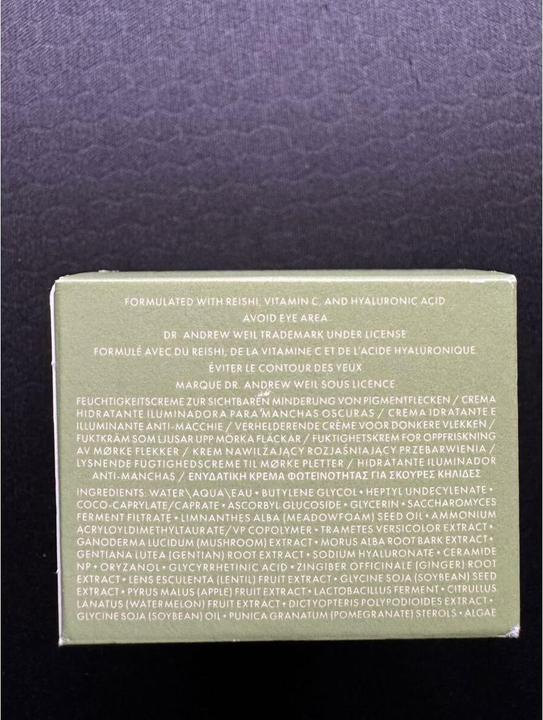 FORMULATED WITH REISHI, VITAMIN C, AND HYALURONIC ACID
AVOID EYE AREA
DR. ANDREW WEIL TRADEMARK UNDER LICENSE
FORMULÉ AVEC DU REISHI, DE LA VITAMINE C ET DE L'ACIDE HYALURONIQUE
ÉVITER LE CONTOUR DES YEUX
MARQUE DR. ANDREW WEIL SOUS LICENCE
FEUCHTIGKEITSCREME ZUR SICHTBAREN MINDERUNG VON PIGMENTFLECKEN / CREMA
HIDRATANTE ILUMINADORA PARA MANCHAS OSCURAS / CREMA IDRATANTE E
ILLUMINANTE ANTI-MACCHIE / VERHELDERENDE CRÈME VOOR DONKERE VLEKKEN /
FUKTKRÄM SOM LJUSAR UPP MÖRKA FLÄCKAR / FUKTIGHETSKREM FOR OPPFRISKNING
AV MØRKE FLEKKER / KREM NAWILŻAJĄCY ROZJAŚNIAJĄCY PRZEBARWIENIA /
LYSNENDE FUGTIGHEDSCREME TIL MØRKE PLETTER / HIDRATANTE ILUMINADOR
ANTI-MANCHAS / ΕΝΥΔΑΤΙΚΗ ΚΡΕΜΑ ΦΩΤΕΙΝΟΤΗΤΑΣ ΓΙΑ ΣΚΟΥΡΕΣ ΚΗΛΙΔΕΣ
INGREDIENTS: WATER\AQUA\EAU • BUTYLENE GLYCOL • HEPTYL UNDECYLENATE •
COCO-CAPRYLATE/CAPRATE • ASCORBYL GLUCOSIDE • GLYCERIN • SACCHAROMYCES
FERMENT FILTRATE • LIMNANTHES ALBA (MEADOWFOAM) SEED OIL • AMMONIUM
ACRYLOYLDIMETHYLTAURATE/VP COPOLYMER • TRAMETES VERSICOLOR EXTRACT •
GANODERMA LUCIDUM (MUSHROOM) EXTRACT • MORUS ALBA ROOT BARK EXTRACT •
GENTIANA LUTEA (GENTIAN) ROOT EXTRACT • SODIUM HYALURONATE • CERAMIDE
NP • ORYZANOL • GLYCYRRHETINIC ACID • ZINGIBER OFFICINALE (GINGER) ROOT
EXTRACT • LENS ESCULENTA (LENTIL) FRUIT EXTRACT • GLYCINE SOJA (SOYBEAN) SEED
EXTRACT • PYRUS MALUS (APPLE) FRUIT EXTRACT • LACTOBACILLUS FERMENT • CITRULLUS
LANATUS (WATERMELON) FRUIT EXTRACT • DICTYOPTERIS POLYPODIOIDES EXTRACT •
GLYCINE SOJA (SOYBEAN) OIL • PUNICA GRANATUM (POMEGRANATE) STEROLS • ALGAE